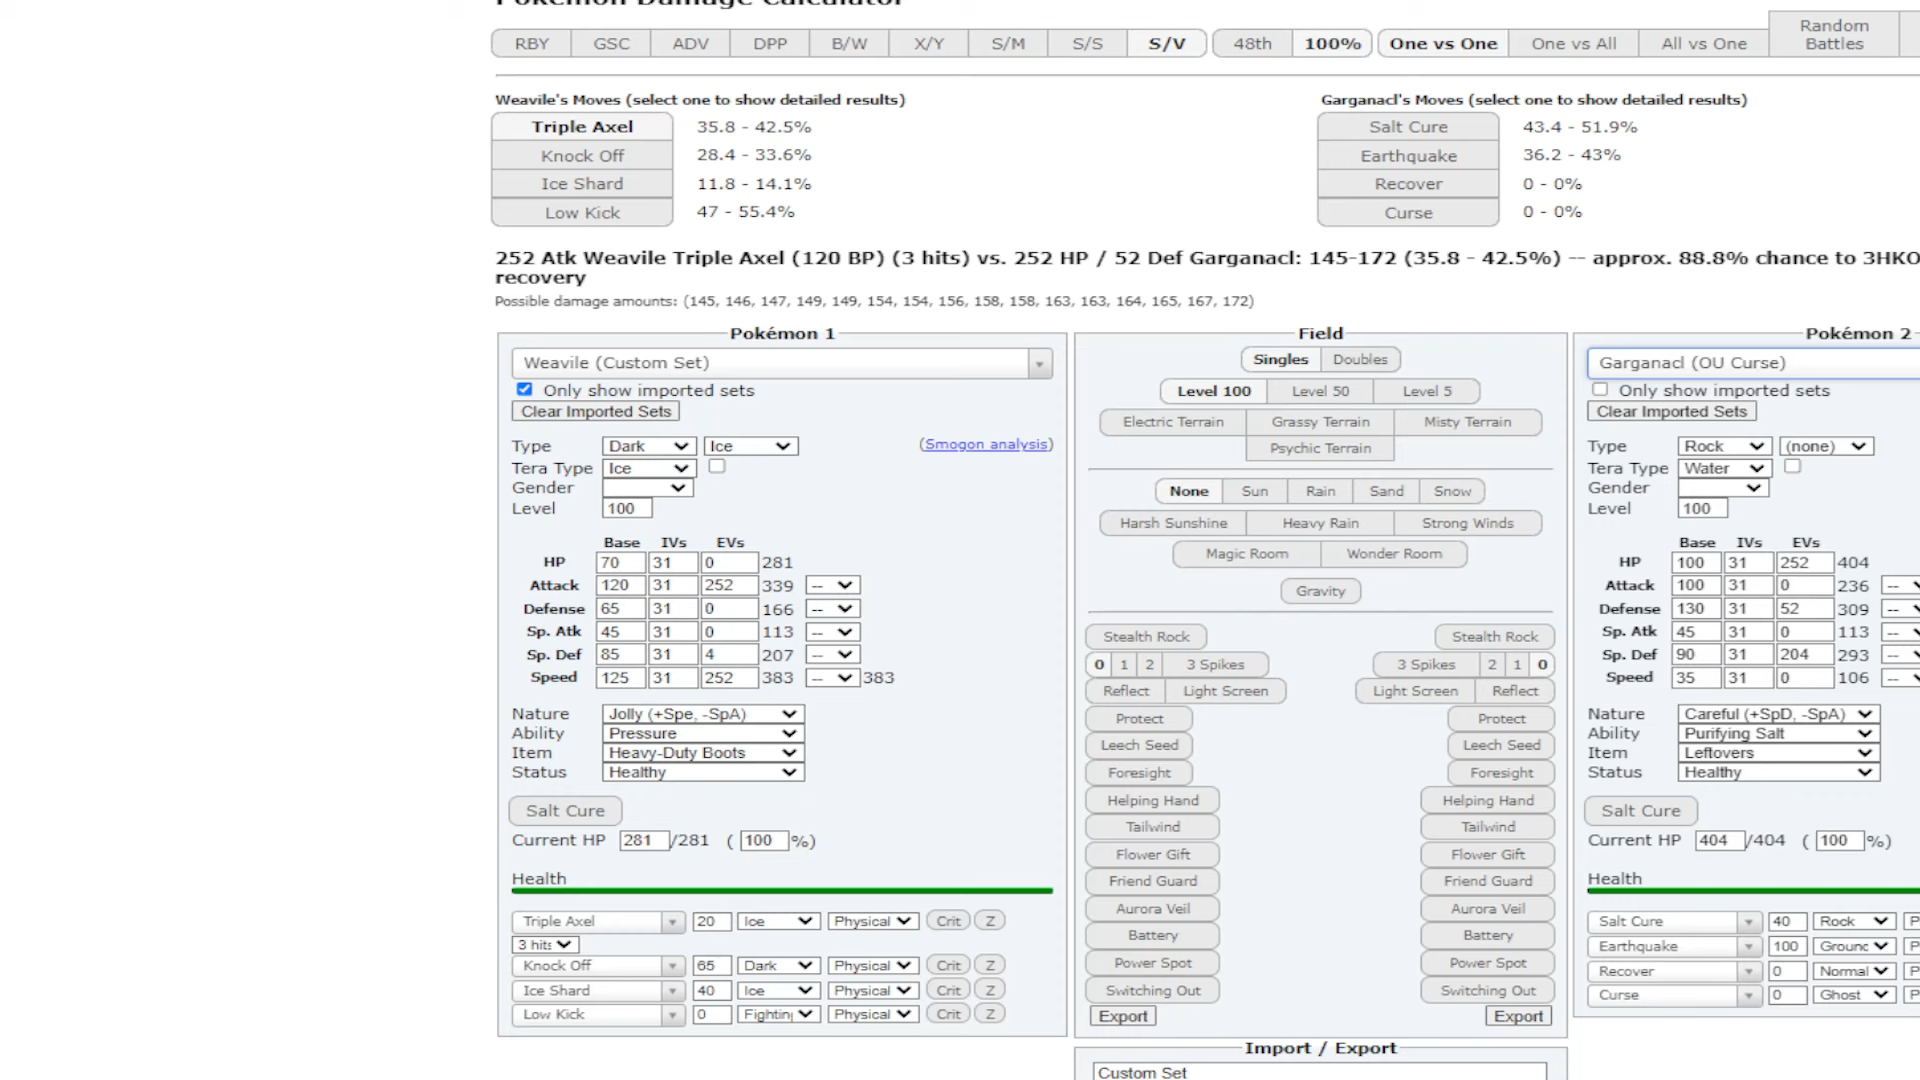 Pokémon Damage Calculator
RBY GSC ADV DPP B/W X/Y S/M S/S S/V 48th 100% One vs One One vs All All vs One Random Battles
Weavile's Moves (select one to show detailed results)
Triple Axel 35.8 - 42.5%
Knock Off 28.4 - 33.6%
Ice Shard 11.8 - 14.1%
Low Kick 47 - 55.4%
Garganacl's Moves (select one to show detailed results)
Salt Cure 43.4 - 51.9%
Earthquake 36.2 - 43%
Recover 0 - 0%
Curse 0 - 0%
252 Atk Weavile Triple Axel (120 BP) (3 hits) vs. 252 HP / 52 Def Garganacl: 145-172 (35.8 - 42.5%) -- approx. 88.8% chance to 3HKO
recovery
Possible damage amounts: (145, 146, 147, 149, 149, 154, 154, 156, 158, 158, 163, 163, 164, 165, 167, 172)
Pokémon 1
Weavile (Custom Set)
Only show imported sets
Clear Imported Sets
Type Dark Ice (Smogon analysis)
Tera Type Ice
Gender
Level 100
Base IVs EVs
HP 70 31 0 281
Attack 120 31 252 339 --
Defense 65 31 0 166 --
Sp. Atk 45 31 0 113 --
Sp. Def 85 31 4 207 --
Speed 125 31 252 383 -- 383
Nature Jolly (+Spe, -SpA)
Ability Pressure
Item Heavy-Duty Boots
Status Healthy
Salt Cure
Current HP 281 /281 ( 100 %)
Health
Triple Axel 20 Ice Physical Crit Z
3 hits
Knock Off 65 Dark Physical Crit Z
Ice Shard 40 Ice Physical Crit Z
Low Kick 0 Fighting Physical Crit Z
Field
Singles Doubles
Level 100 Level 50 Level 5
Electric Terrain Grassy Terrain Misty Terrain
Psychic Terrain
None Sun Rain Sand Snow
Harsh Sunshine Heavy Rain Strong Winds
Magic Room Wonder Room
Gravity
Stealth Rock Stealth Rock
0 1 2 3 Spikes 3 Spikes 2 1 0
Reflect Light Screen Light Screen Reflect
Protect Protect
Leech Seed Leech Seed
Foresight Foresight
Helping Hand Helping Hand
Tailwind Tailwind
Flower Gift Flower Gift
Friend Guard Friend Guard
Aurora Veil Aurora Veil
Battery Battery
Power Spot Power Spot
Switching Out Switching Out
Export Export
Import / Export
Custom Set
Pokémon 2
Garganacl (OU Curse)
Only show imported sets
Clear Imported Sets
Type Rock (none)
Tera Type Water
Gender
Level 100
Base IVs EVs
HP 100 31 252 404
Attack 100 31 0 236 --
Defense 130 31 52 309 --
Sp. Atk 45 31 0 113 --
Sp. Def 90 31 204 293 --
Speed 35 31 0 106 --
Nature Careful (+SpD, -SpA)
Ability Purifying Salt
Item Leftovers
Status Healthy
Salt Cure
Current HP 404 /404 ( 100 %)
Health
Salt Cure 40 Rock P
Earthquake 100 Ground P
Recover 0 Normal P
Curse 0 Ghost P